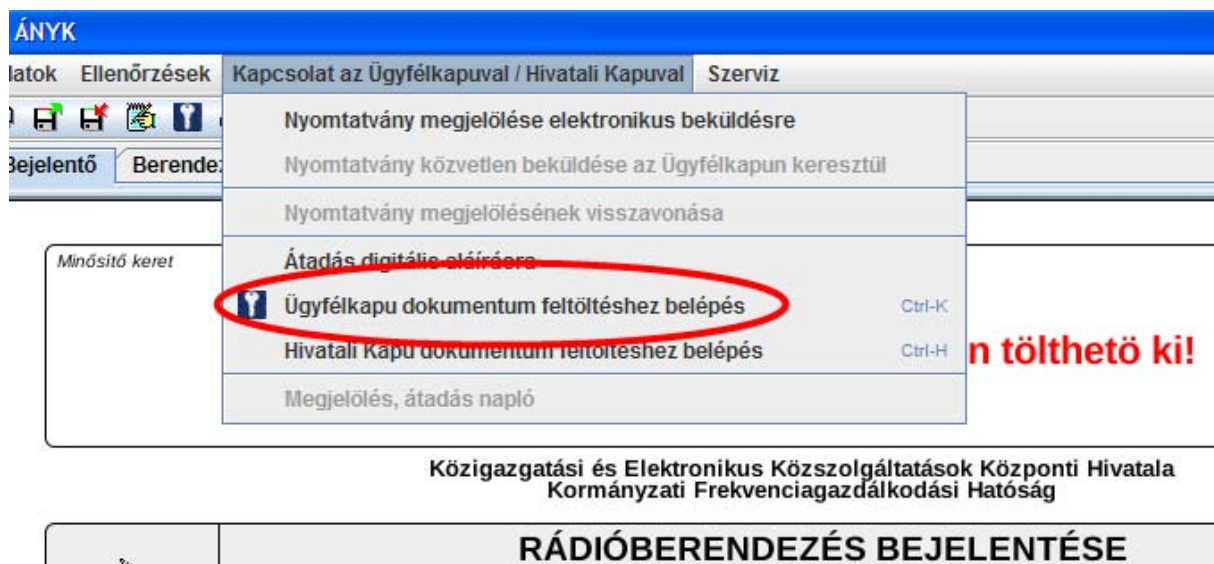 ÁNYK
Ellenőrzések Kapcsolat az Ügyfélkapuval / Hivatali Kapuval Szerviz
Nyomtatvány megjelölése elektronikus beküldésre
Bejelentő
Nyomtatvány közvetlen beküldése az Ügyfélkapun keresztül
Nyomtatvány megjelölésének visszavonása
Minősítő keret
Átadás digitális aláírásra
Ügyfélkapu dokumentum feltöltéshez belépés Ctrl-K
Hivatali Kapu dokumentum feltöltéshez belépés Ctrl-H
n tölthetö ki!
Megjelölés, átadás napló
Közigazgatási és Elektronikus Közszolgáltatások Központi Hivatala
Kormányzati Frekvenciagazdálkodási Hatóság
RÁDIÓBERENDEZÉS BEJELENTÉSE